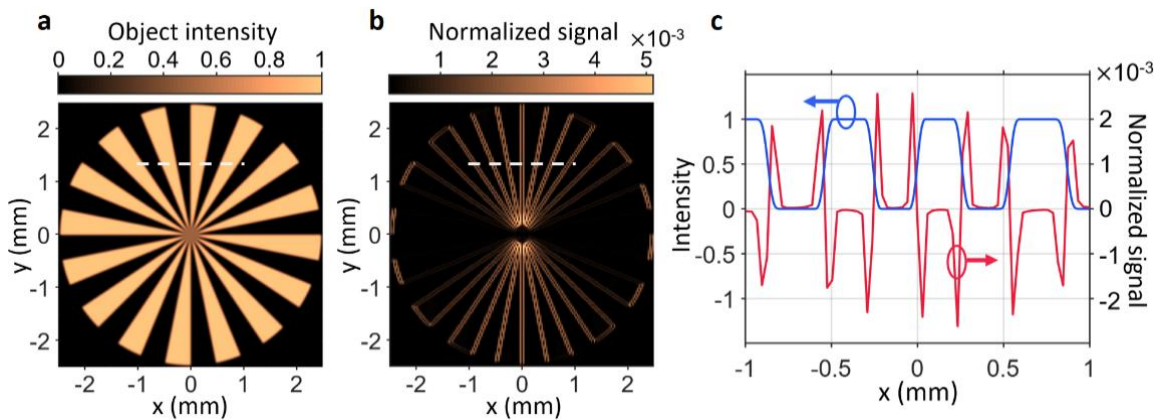 a
Object intensity
0 0.2 0.4 0.6 0.8 1
y (mm)
2
1
0
-1
-2
-2 -1 0 1 2
x (mm)
b
Normalized signal ×10⁻³
1 2 3 4 5
y (mm)
2
1
0
-1
-2
-2 -1 0 1 2
x (mm)
c
×10⁻³
Intensity
1
0.5
0
-0.5
-1
2
1
0
-1
-2
Normalized signal
-1 -0.5 0 0.5 1
x (mm)